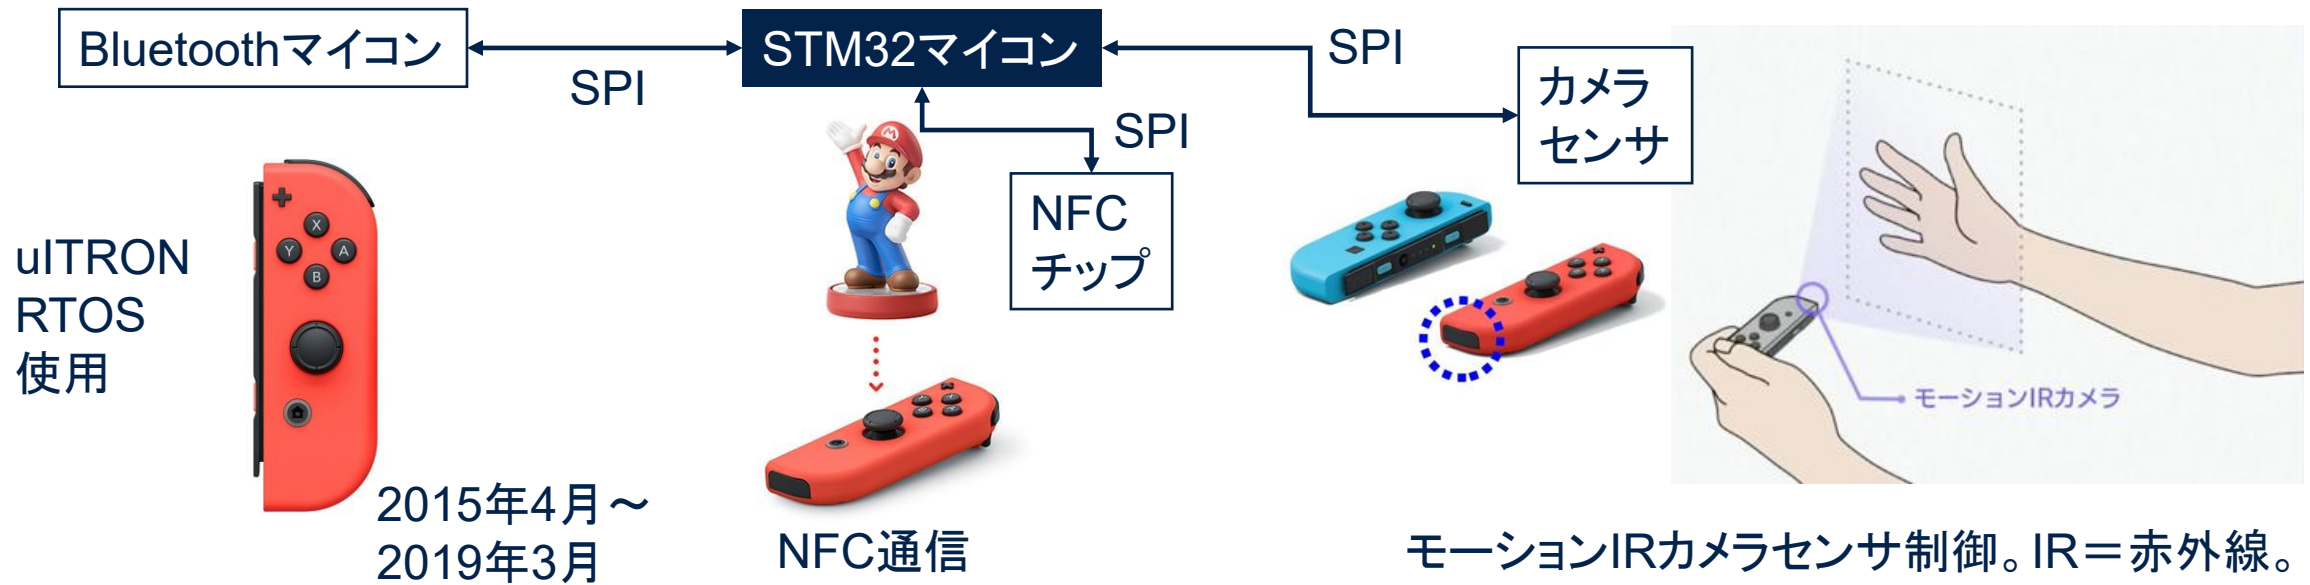 Bluetoothマイコン
SPI
STM32マイコン
SPI
カメラ
センサ
SPI
NFC
チップ
uITRON
RTOS
使用
X
Y
A
B
モーションIRカメラ
2015年4月～
2019年3月
NFC通信
モーションIRカメラセンサ制御。IR＝赤外線。